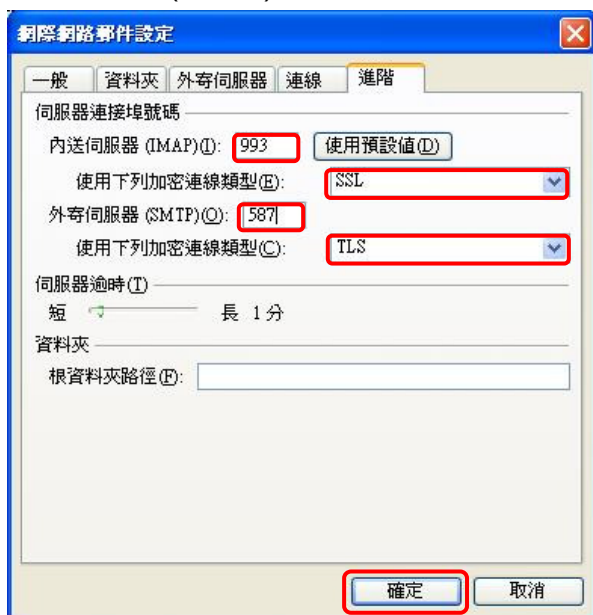 網際網路郵件設定
一般 資料夾 外寄伺服器 連線 進階
伺服器連接埠號碼
內送伺服器 (IMAP)(I): 993 使用預設值(D)
使用下列加密連線類型(E): SSL
外寄伺服器 (SMTP)(O): 587
使用下列加密連線類型(C): TLS
伺服器逾時(T)
短 長 1 分
資料夾
根資料夾路徑(F):
確定 取消